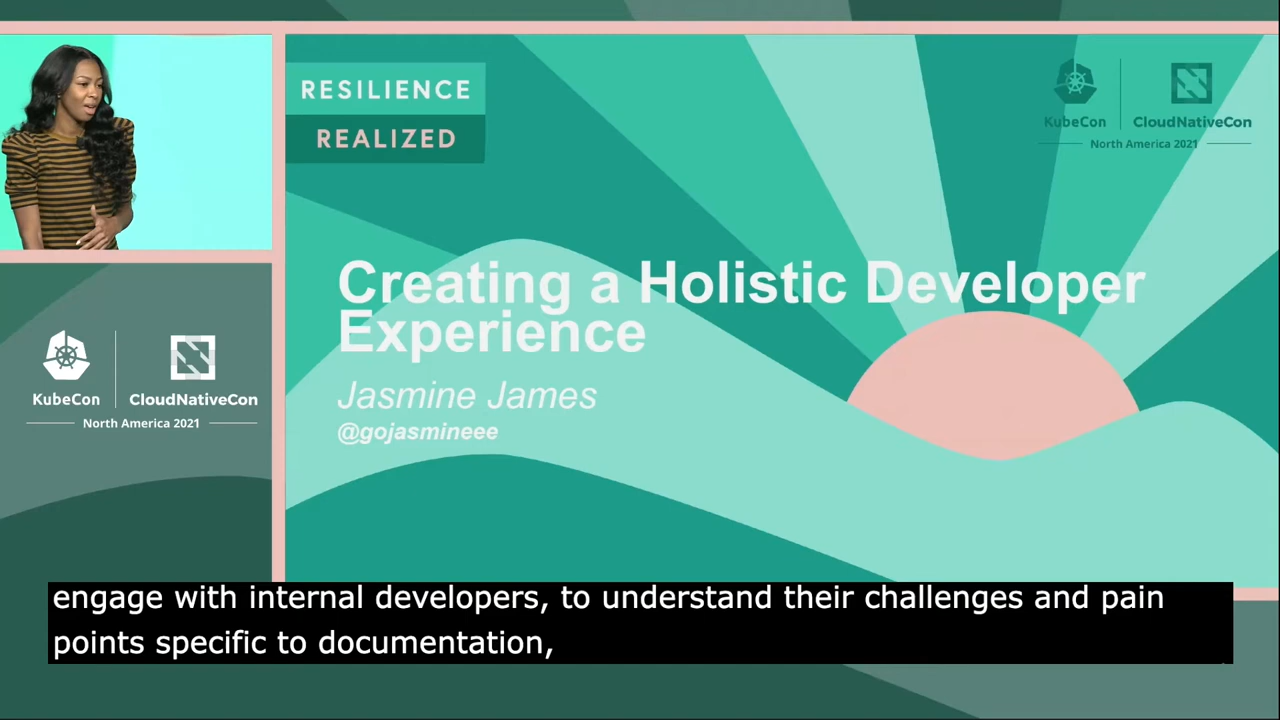 RESILIENCE
REALIZED
KubeCon
CloudNativeCon
North America 2021
Creating a Holistic Developer
Experience
Jasmine James
@gojasmineee
KubeCon
CloudNativeCon
North America 2021
engage with internal developers, to understand their challenges and pain
points specific to documentation,